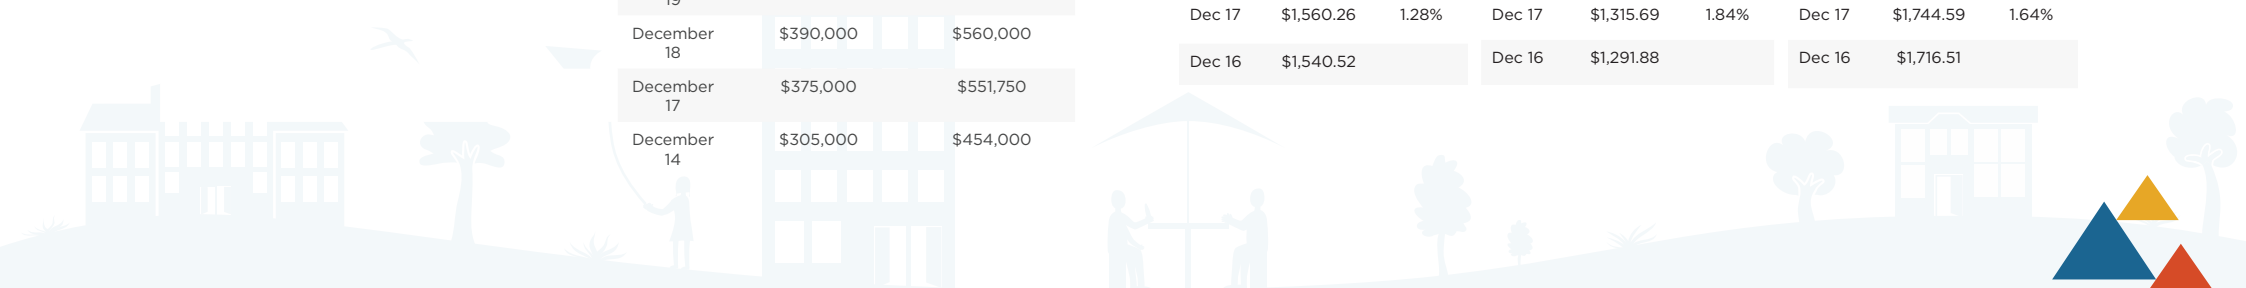 19
December $390,000 $560,000
18
December $375,000 $551,750
17
December $305,000 $454,000
14
Dec 17 $1,560.26 1.28%
Dec 16 $1,540.52
Dec 17 $1,315.69 1.84%
Dec 16 $1,291.88
Dec 17 $1,744.59 1.64%
Dec 16 $1,716.51